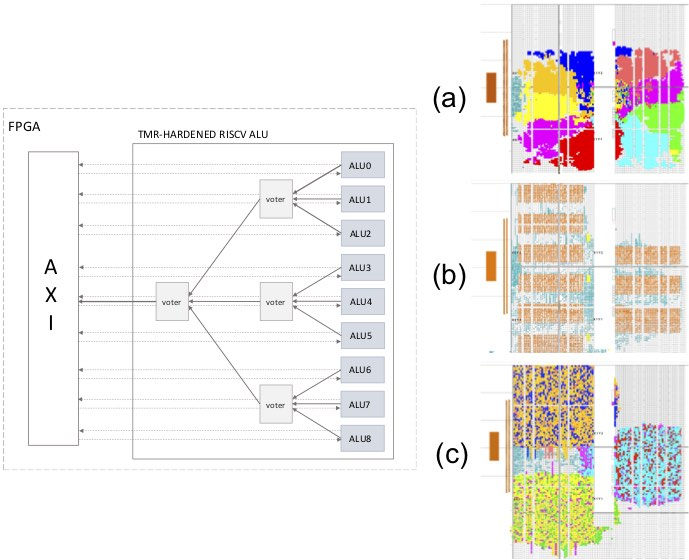 FPGA
TMR-HARDENED RISCV ALU
A
X
I
voter
voter
voter
voter
ALU0
ALU1
ALU2
ALU3
ALU4
ALU5
ALU6
ALU7
ALU8
(a)
(b)
(c)